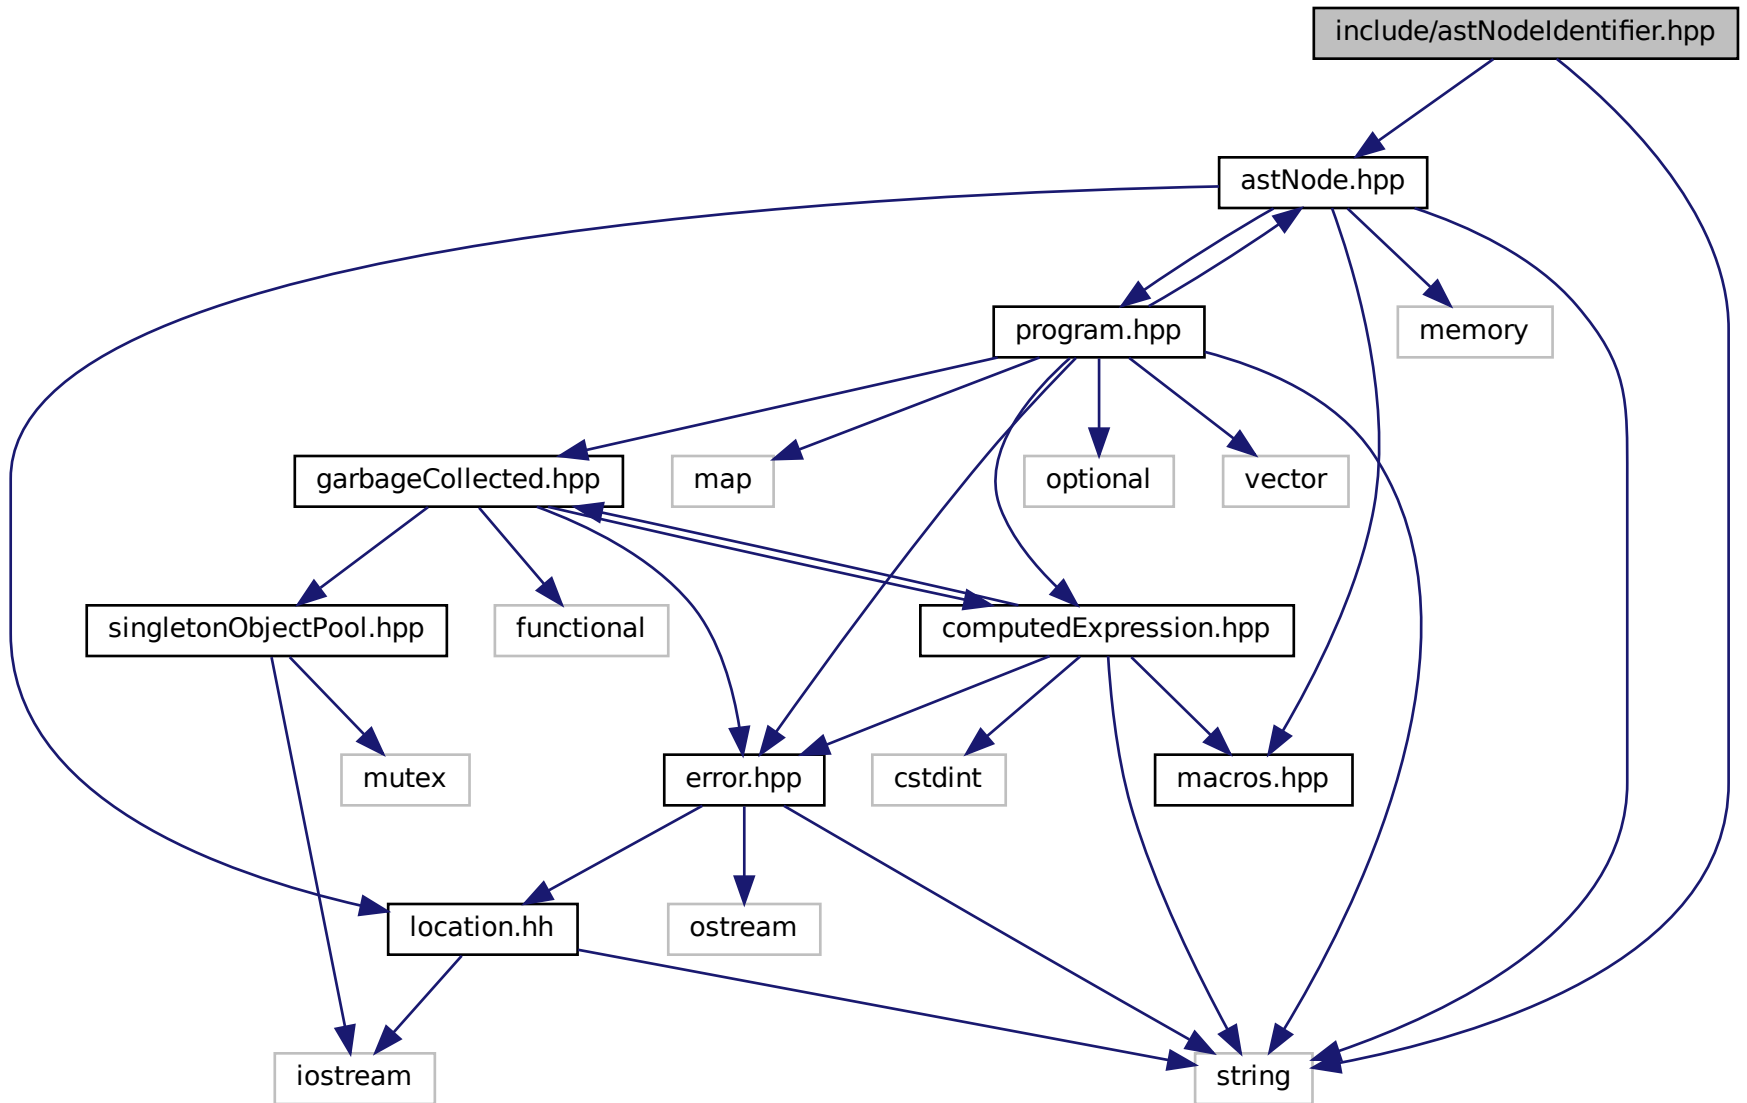 include/astNodeIdentifier.hpp
astNode.hpp
program.hpp
memory
garbageCollected.hpp
map
optional
vector
singletonObjectPool.hpp
functional
computedExpression.hpp
mutex
error.hpp
cstdint
macros.hpp
location.hh
ostream
iostream
string